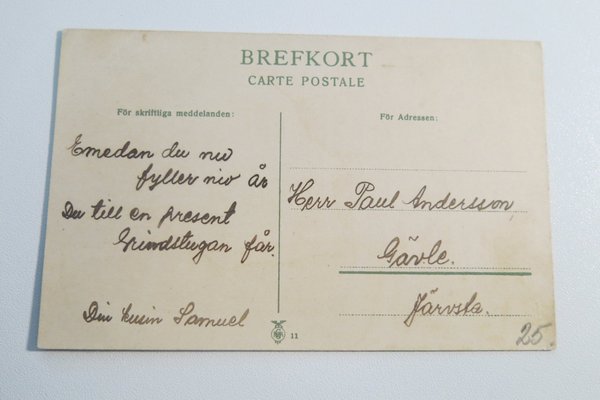 BREFKORT
CARTE POSTALE
För skriftliga meddelanden:
För Adressen:
Emedan du nu
fyller nio år
Du till en present
Grindstugan får.
Din kusin Samuel
Herr Paul Andersson
Gävle.
Järvsta.
11
25.